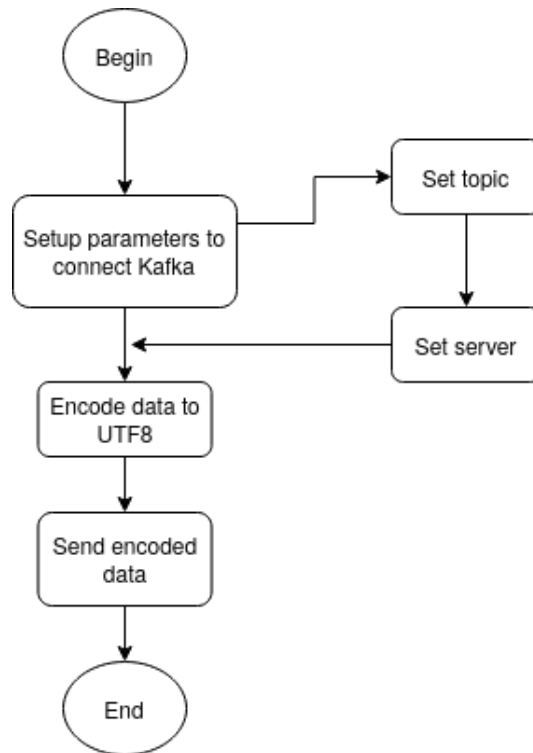 Begin
Setup parameters to
connect Kafka
Set topic
Set server
Encode data to
UTF8
Send encoded
data
End